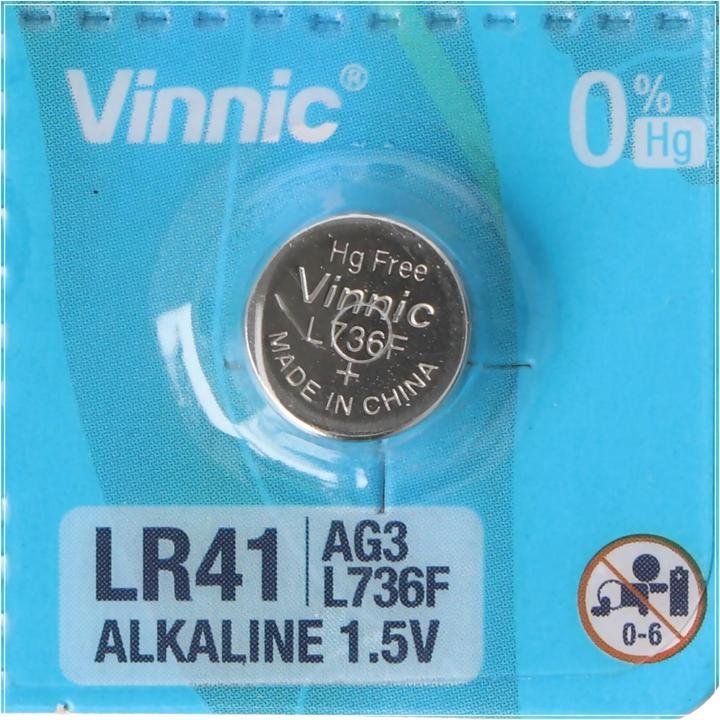 Vinnic®
0% Hg
Hg Free
Vinnic
L736F
+
MADE IN CHINA
LR41
AG3
L736F
ALKALINE 1.5V
0-6